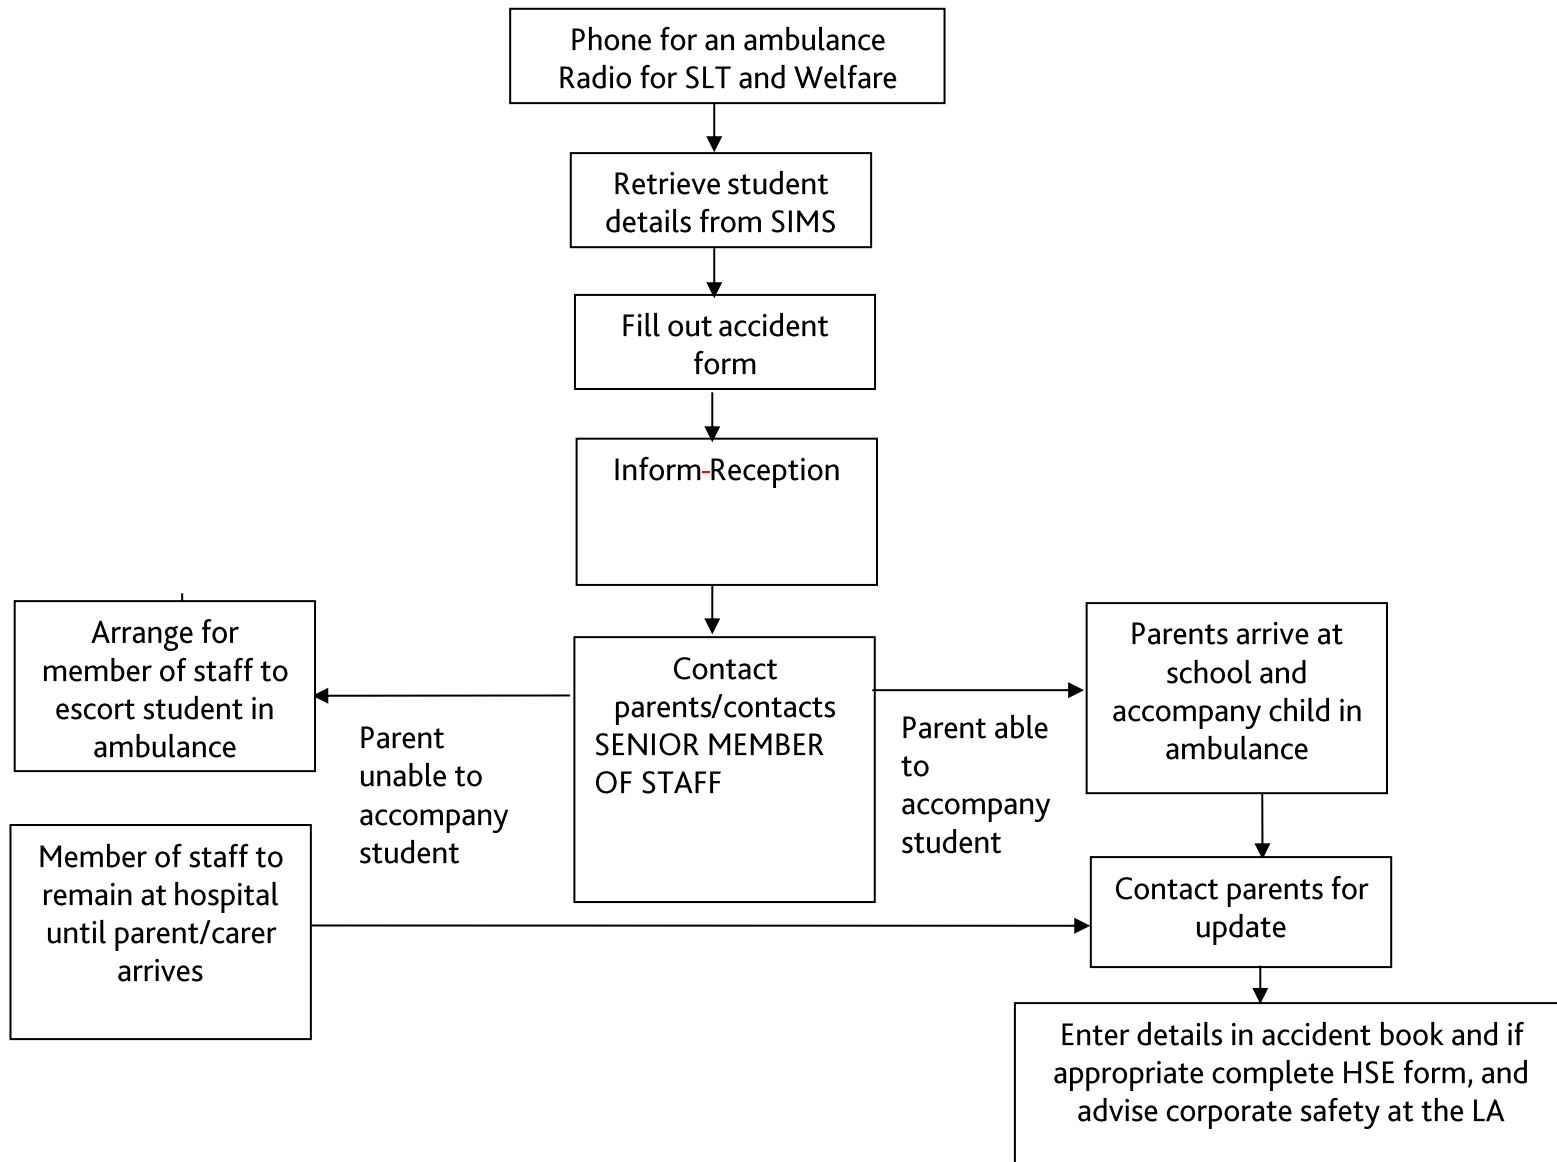 Phone for an ambulance
Radio for SLT and Welfare
Retrieve student
details from SIMS
Fill out accident
form
Inform-Reception
Arrange for
member of staff to
escort student in
ambulance
Parent
unable to
accompany
student
Contact
parents/contacts
SENIOR MEMBER
OF STAFF
Parent able
to
accompany
student
Parents arrive at
school and
accompany child in
ambulance
Member of staff to
remain at hospital
until parent/carer
arrives
Contact parents for
update
Enter details in accident book and if
appropriate complete HSE form, and
advise corporate safety at the LA